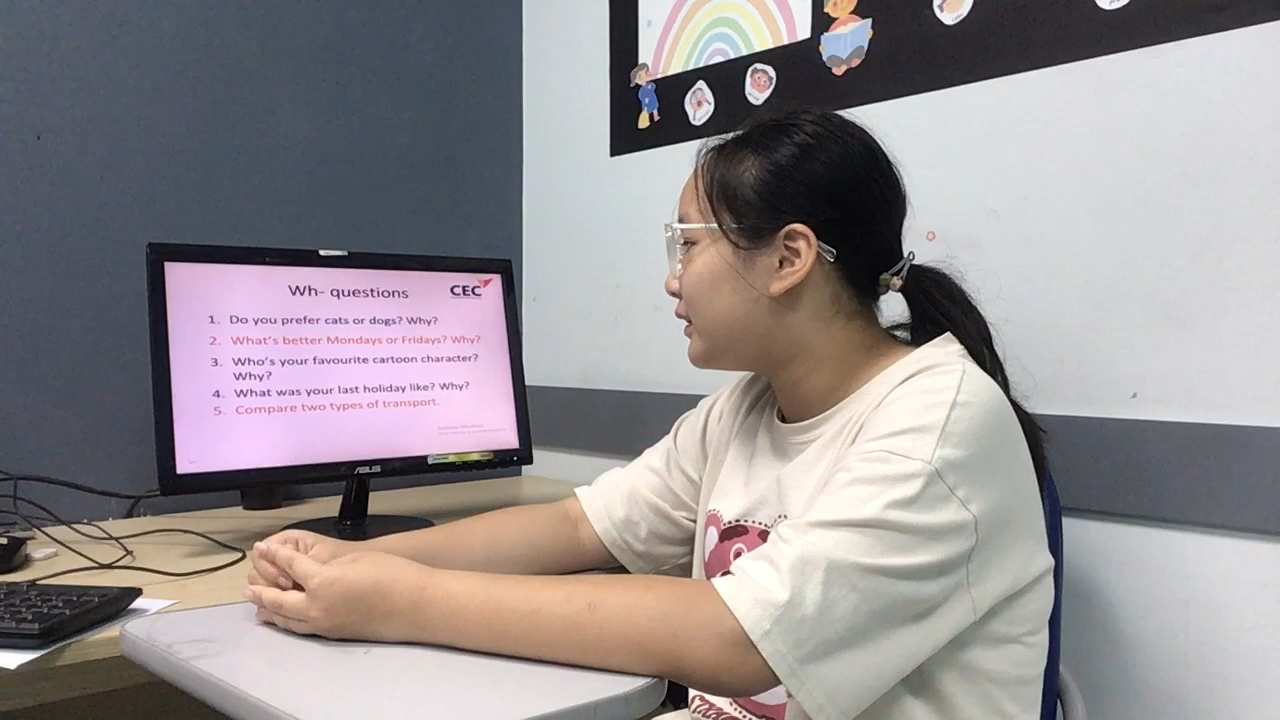 Wh- questions
CEC
1. Do you prefer cats or dogs? Why?
2. What's better Mondays or Fridays? Why?
3. Who's your favourite cartoon character?
Why?
4. What was your last holiday like? Why?
5. Compare two types of transport.
ASUS